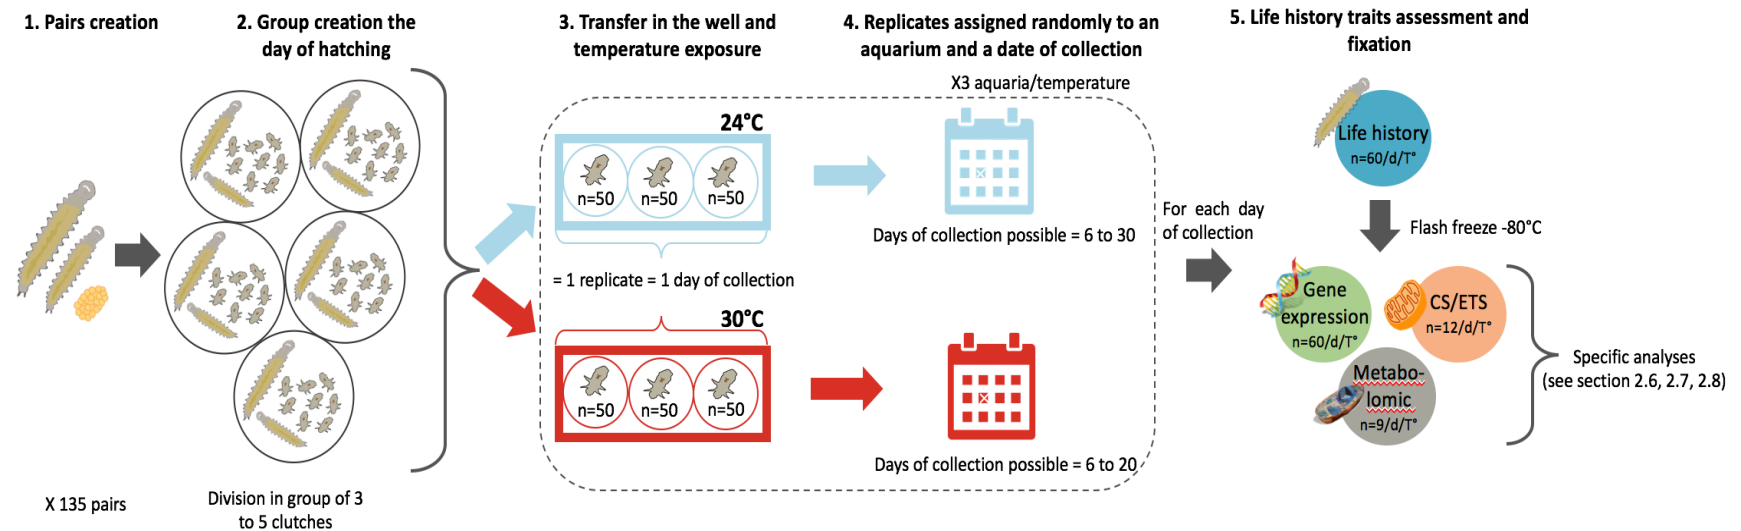 1. Pairs creation
2. Group creation the
day of hatching
3. Transfer in the well and
temperature exposure
4. Replicates assigned randomly to an
aquarium and a date of collection
5. Life history traits assessment and
fixation
X3 aquaria/temperature
24°C
n=50
n=50
n=50
Days of collection possible = 6 to 30
= 1 replicate = 1 day of collection
30°C
n=50
n=50
n=50
Days of collection possible = 6 to 20
For each day
of collection
Life history
n=60/d/T°
Flash freeze -80°C
Gene
expression
n=60/d/T°
CS/ETS
n=12/d/T°
Metabo-
lomic
n=9/d/T°
Specific analyses
(see section 2.6, 2.7, 2.8)
X 135 pairs
Division in group of 3
to 5 clutches